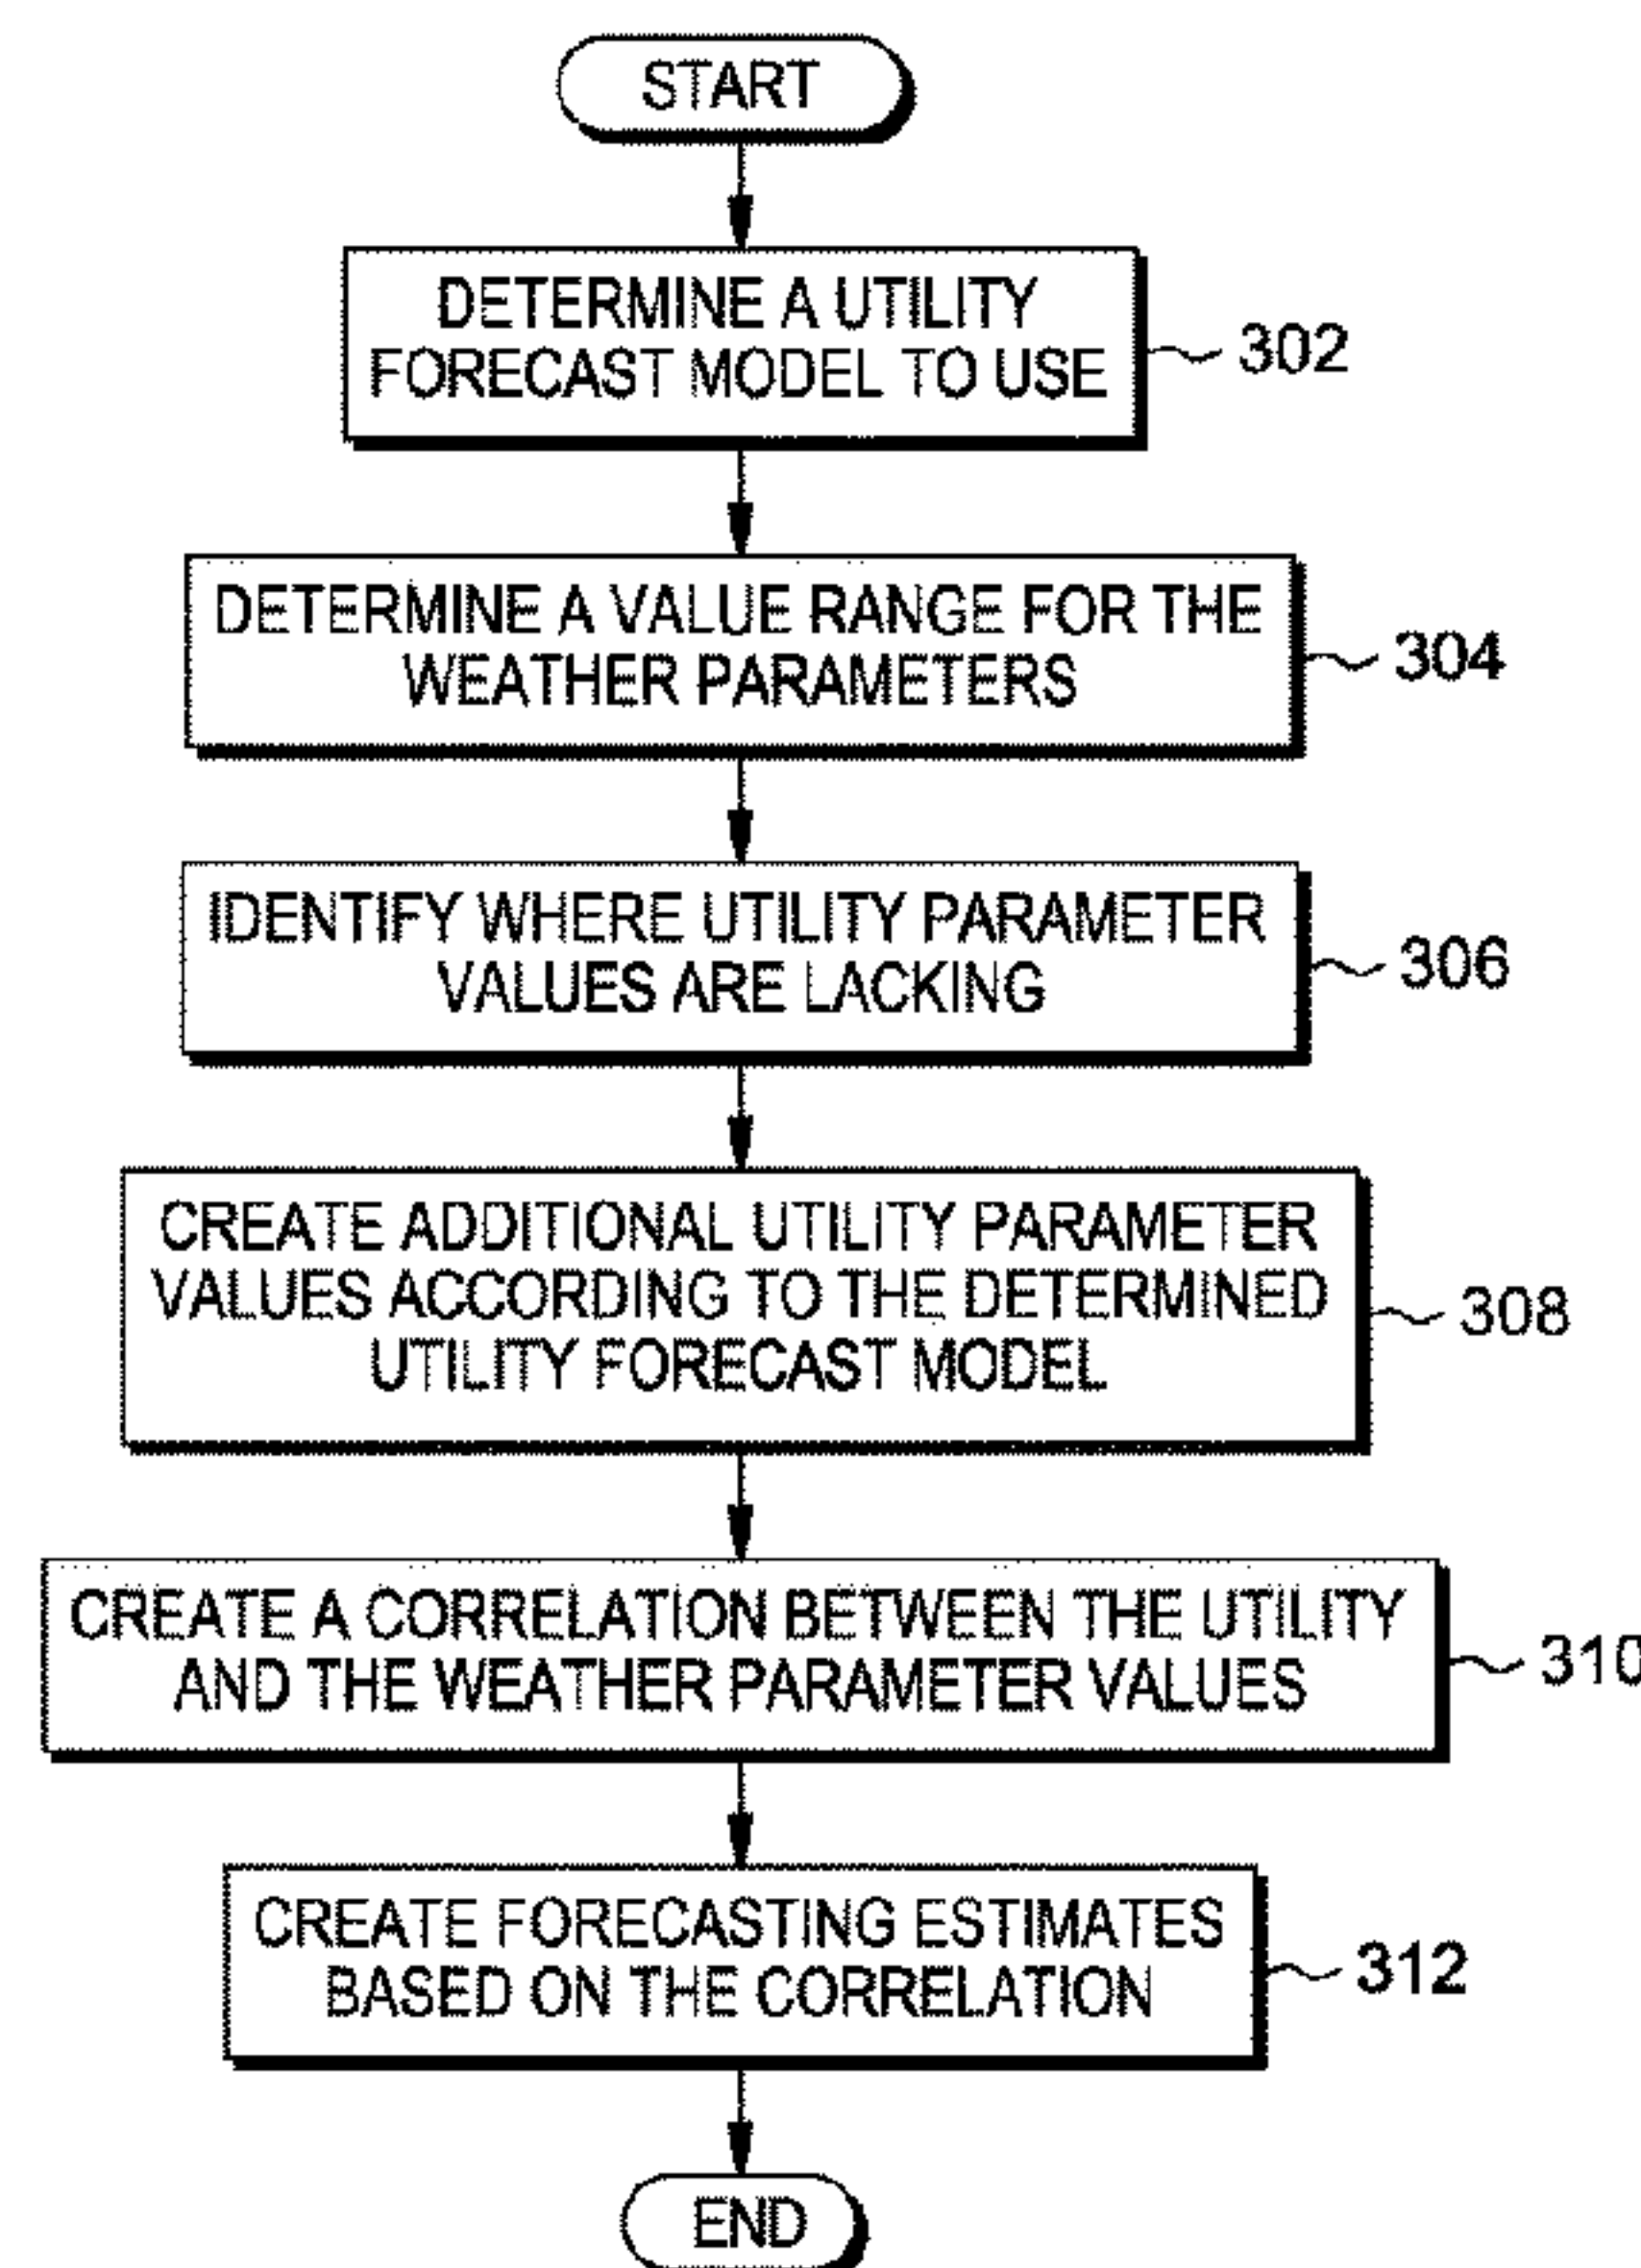 START
DETERMINE A UTILITY
FORECAST MODEL TO USE
302
DETERMINE A VALUE RANGE FOR THE
WEATHER PARAMETERS
304
IDENTIFY WHERE UTILITY PARAMETER
VALUES ARE LACKING
306
CREATE ADDITIONAL UTILITY PARAMETER
VALUES ACCORDING TO THE DETERMINED
UTILITY FORECAST MODEL
308
CREATE A CORRELATION BETWEEN THE UTILITY
AND THE WEATHER PARAMETER VALUES
310
CREATE FORECASTING ESTIMATES
BASED ON THE CORRELATION
312
END